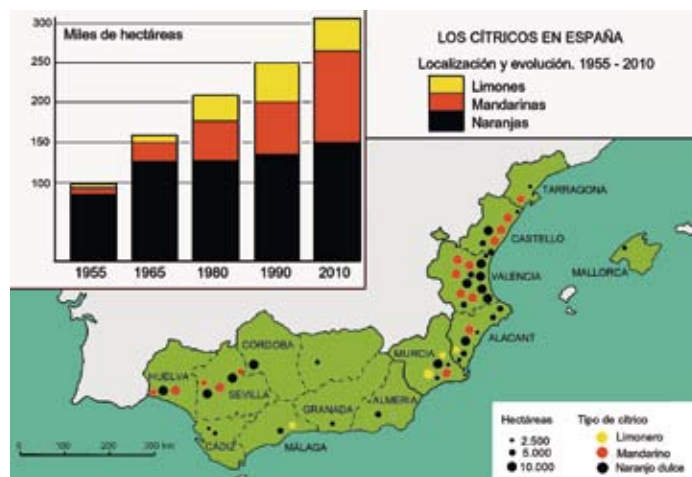 Miles de hectáreas
300
250
200
150
100
1955 1965 1980 1990 2010
LOS CÍTRICOS EN ESPAÑA
Localización y evolución. 1955 - 2010
Limones
Mandarinas
Naranjas
TARRAGONA
CASTELLO
VALENCIA
MALLORCA
ALACANT
MURCIA
CORDOBA
HUELVA
SEVILLA
GRANADA
ALMERIA
CADIZ
MÁLAGA
0 100 200 300 km
Hectáreas
2.500
5.000
10.000
Tipo de cítrico
Limonero
Mandarino
Naranjo dulce